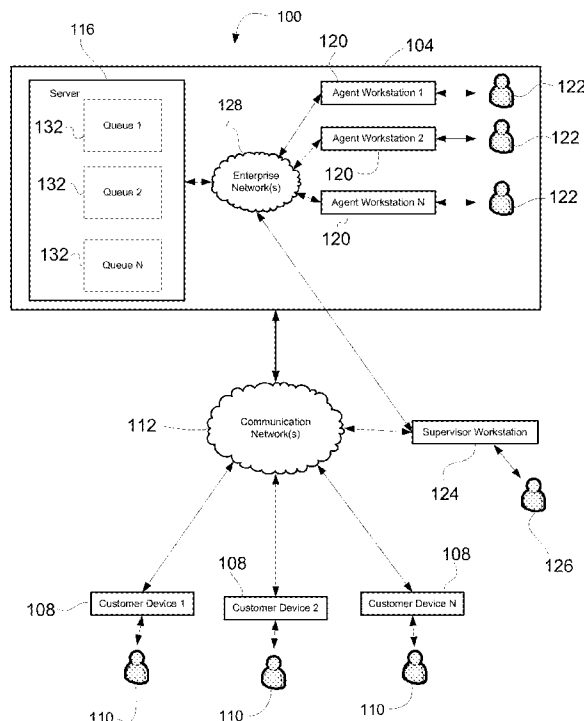 100
116
120
104
Server
Agent Workstation 1
122
132
Queue 1
128
Agent Workstation 2
122
Enterprise
Network(s)
120
132
Queue 2
Agent Workstation N
122
120
132
Queue N
112
Communication
Network(s)
Supervisor Workstation
124
126
108
108
108
Customer Device 1
Customer Device 2
Customer Device N
110
110
110